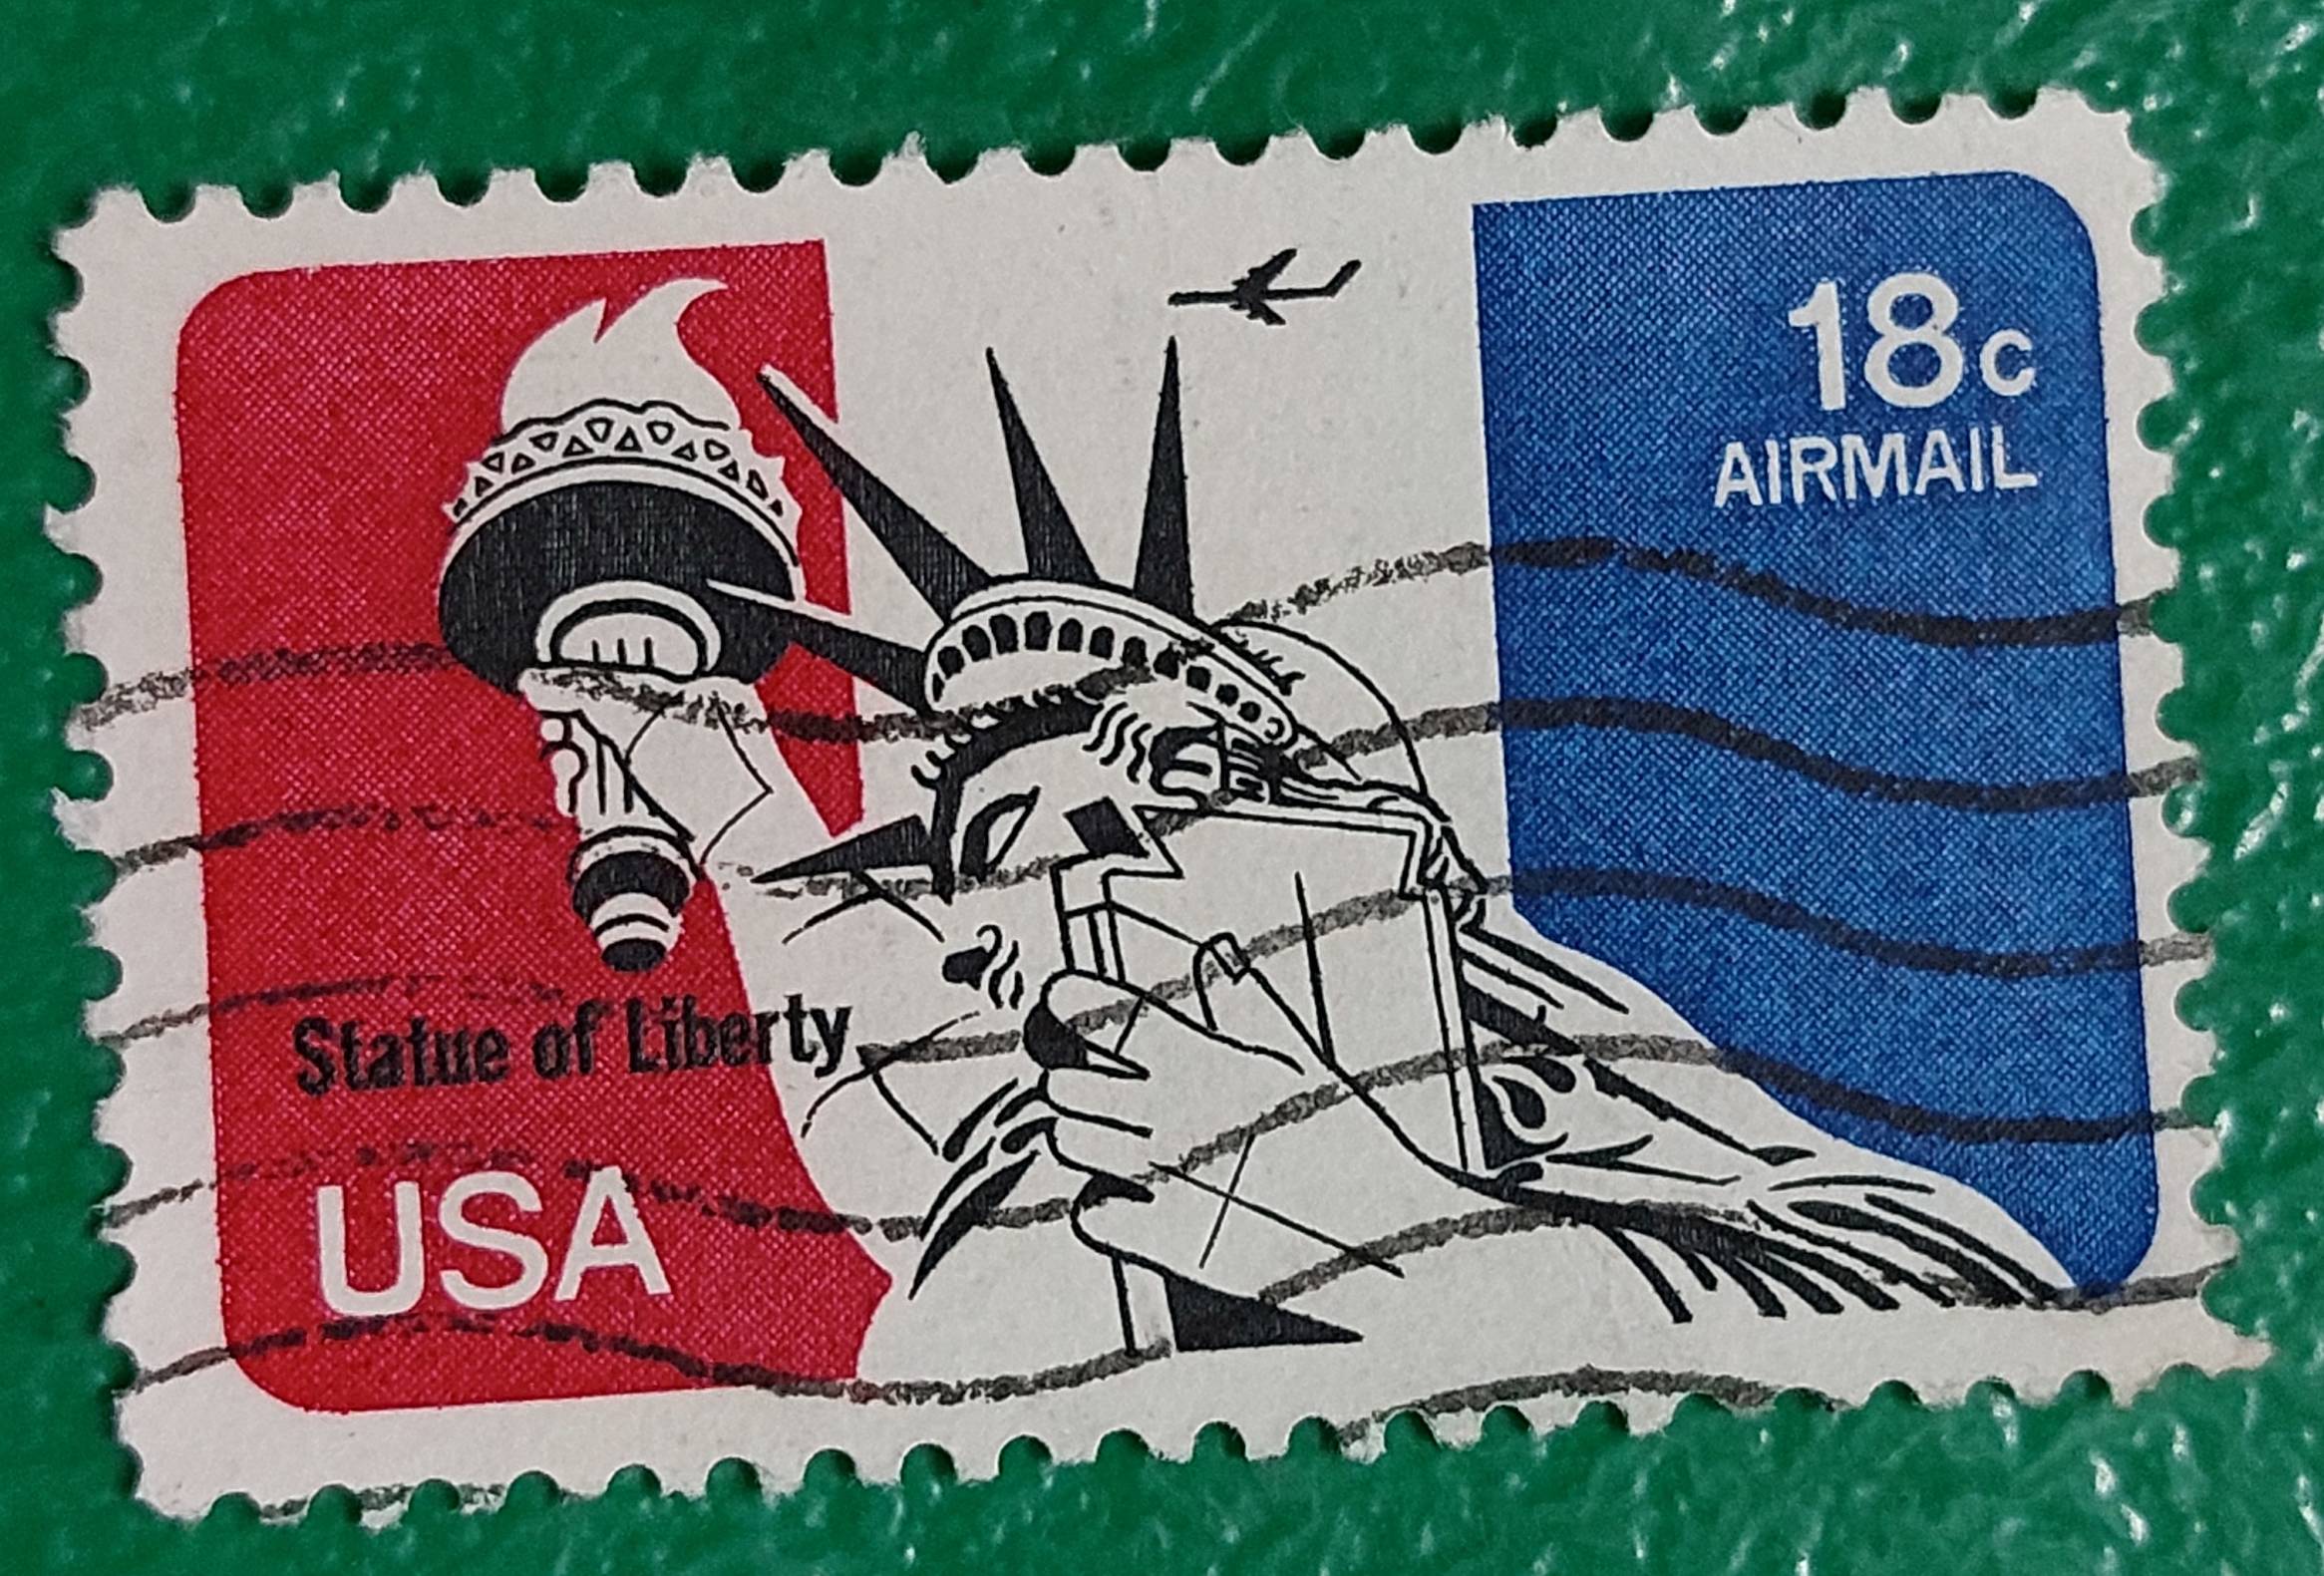 18c
AIRMAIL
Statue of Liberty
USA